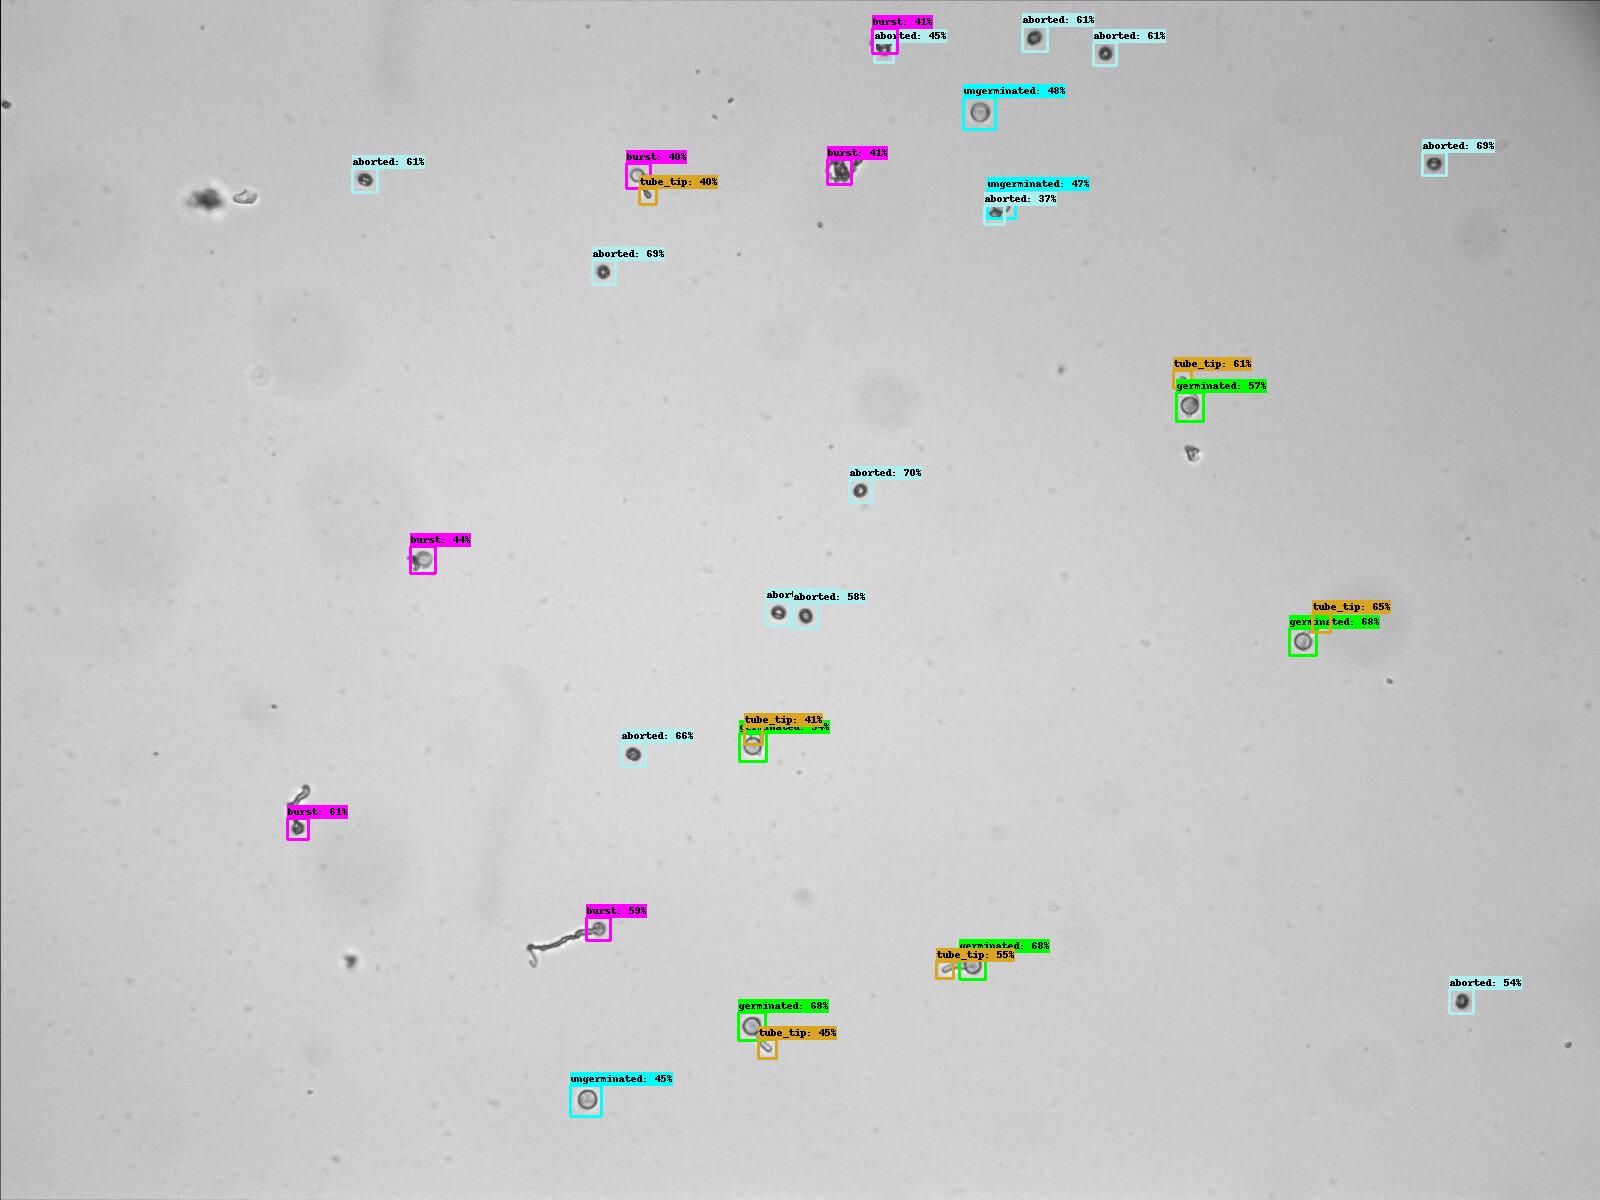 burst: 41%
aborted: 61%
aborted: 45%
aborted: 61%
ungerminated: 48%
aborted: 69%
burst: 41%
burst: 40%
aborted: 61%
tube_tip: 40%
ungerminated: 47%
aborted: 37%
aborted: 69%
tube_tip: 61%
germinated: 57%
aborted: 70%
burst: 44%
aborted: 58%
tube_tip: 65%
germinated: 68%
tube_tip: 41%
aborted: 66%
burst: 61%
burst: 59%
germinated: 68%
tube_tip: 55%
aborted: 54%
germinated: 68%
tube_tip: 45%
ungerminated: 45%